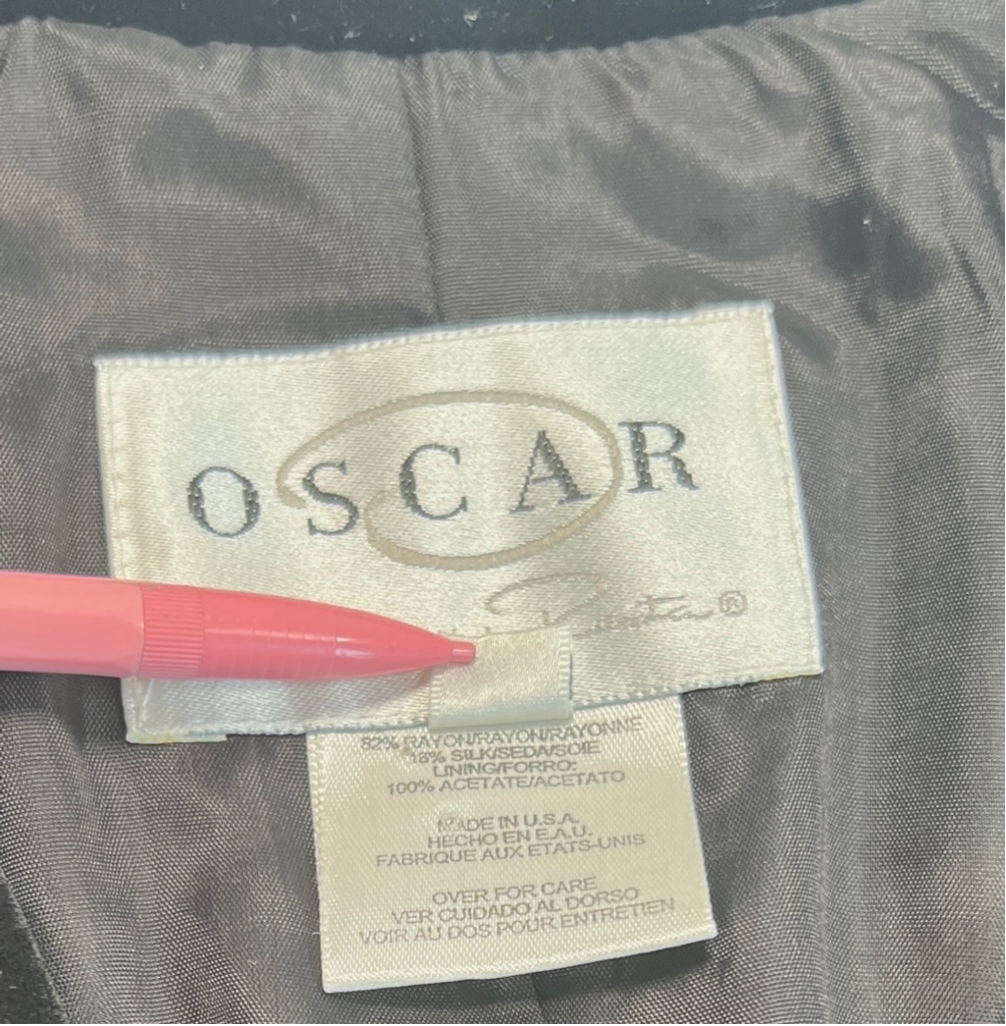 OSCAR
®
82% RAYON/RAYON/RAYONNE
18% SILK/SEDA/SOIE
LINING/FORRO:
100% ACETATE/ACETATO
MADE IN U.S.A.
HECHO EN E.A.U.
FABRIQUE AUX ETATS-UNIS
OVER FOR CARE
VER CUIDADO AL DORSO
VOIR AU DOS POUR ENTRETIEN